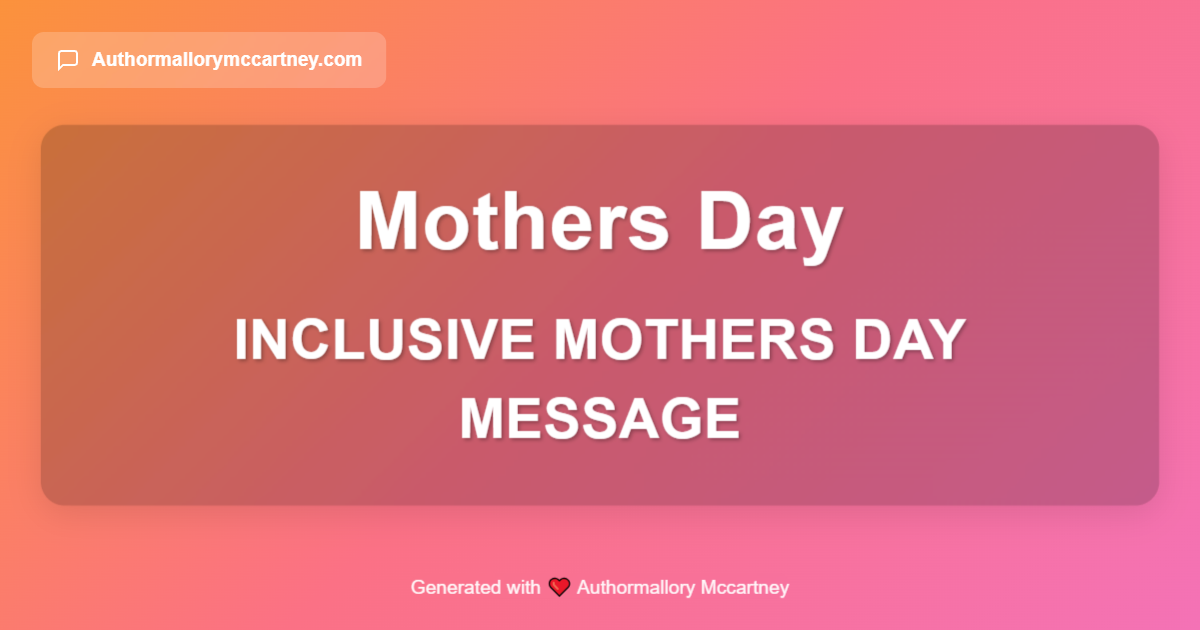 Authormallorymccartney.com
Mothers Day
INCLUSIVE MOTHERS DAY
MESSAGE
Generated with ❤️ Authormallory Mccartney